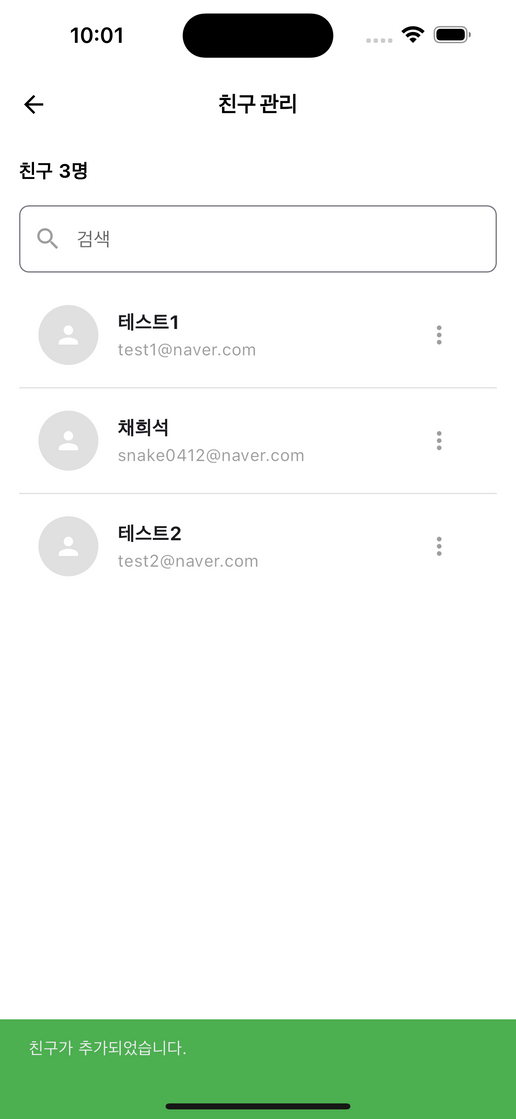 10:01
친구 관리
친구 3명
검색
테스트1
test1@naver.com
채희석
snake0412@naver.com
테스트2
test2@naver.com
친구가 추가되었습니다.